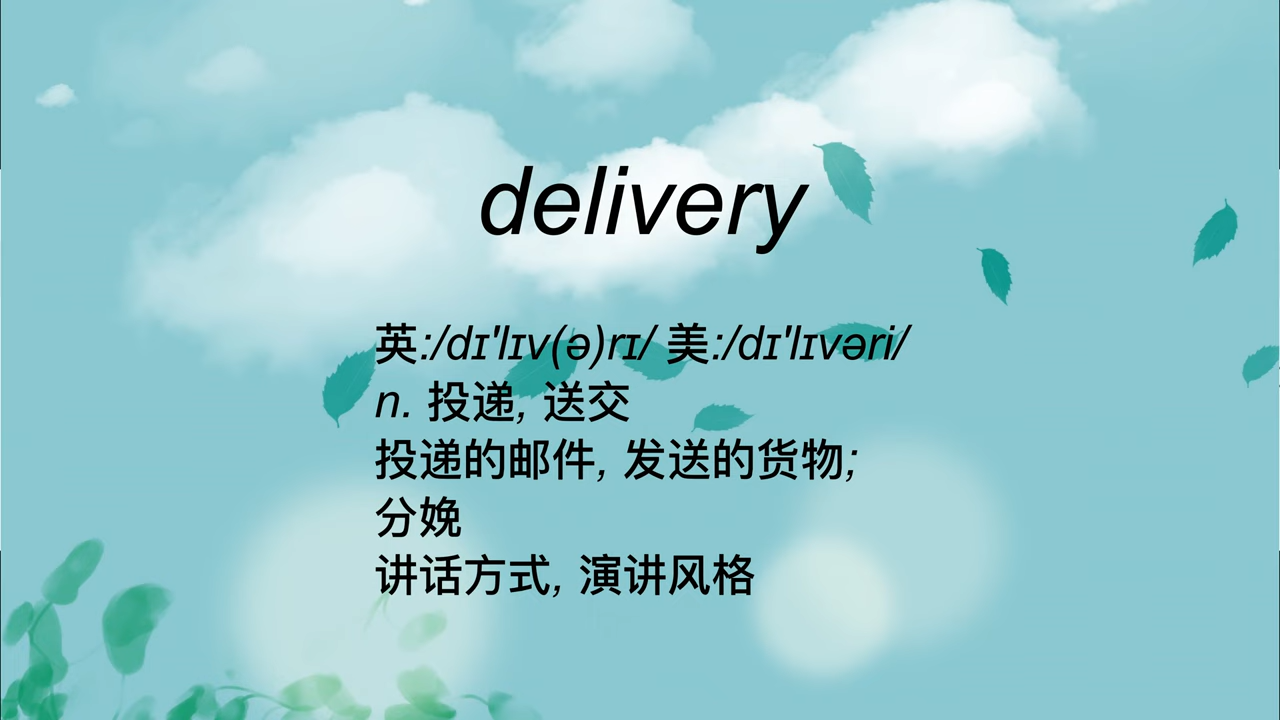 delivery
英:/dɪ'lɪv(ə)rɪ/ 美:/dɪ'lɪvəri/
n. 投递, 送交
投递的邮件, 发送的货物;
分娩
讲话方式, 演讲风格